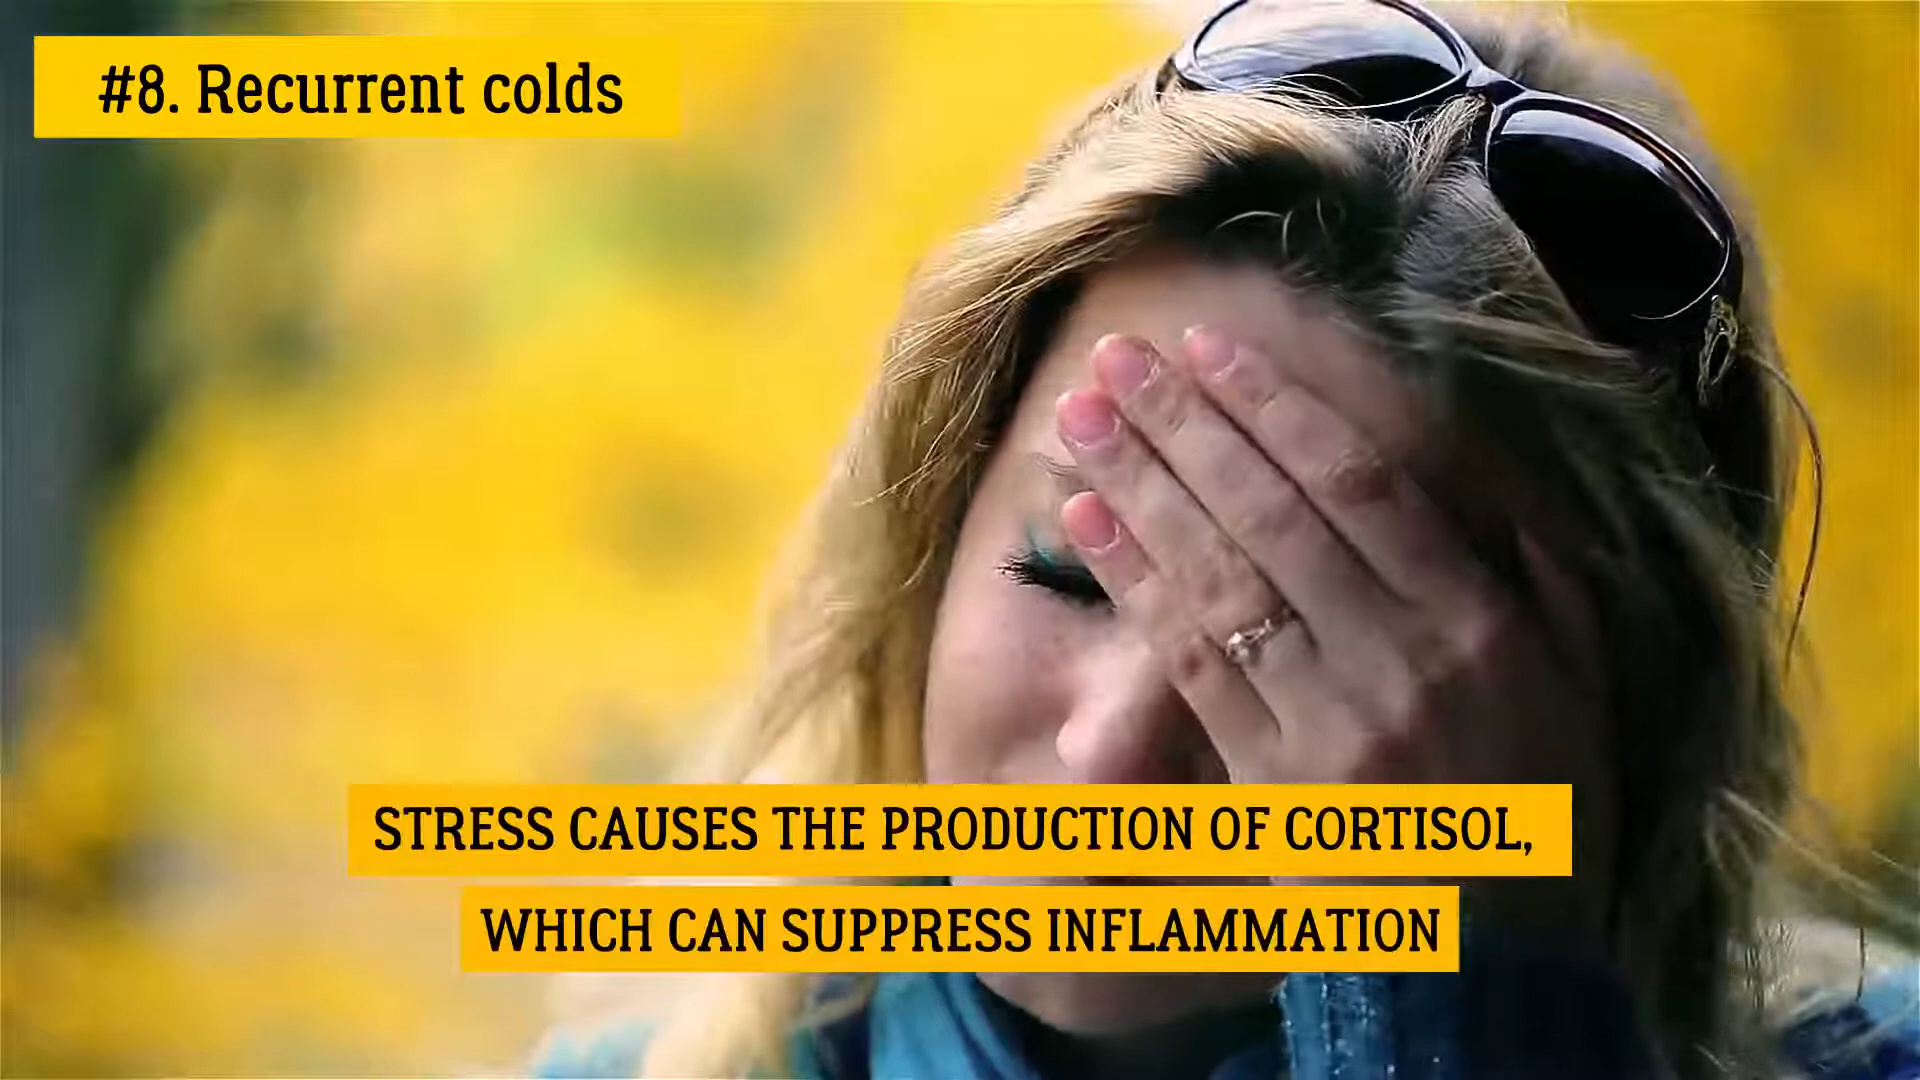 #8. Recurrent colds
STRESS CAUSES THE PRODUCTION OF CORTISOL,
WHICH CAN SUPPRESS INFLAMMATION